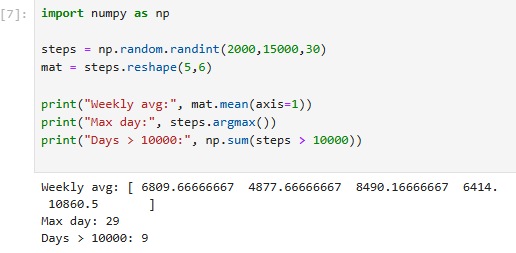 [7]: import numpy as np
steps = np.random.randint(2000,15000,30)
mat = steps.reshape(5,6)
print("Weekly avg:", mat.mean(axis=1))
print("Max day:", steps.argmax())
print("Days > 10000:", np.sum(steps > 10000))
Weekly avg: [ 6809.66666667  4877.66666667  8490.16666667  6414.
 10860.5       ]
Max day: 29
Days > 10000: 9